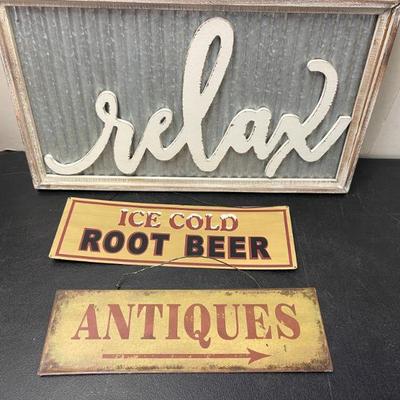 relax
ICE COLD
ROOT BEER
ANTIQUES